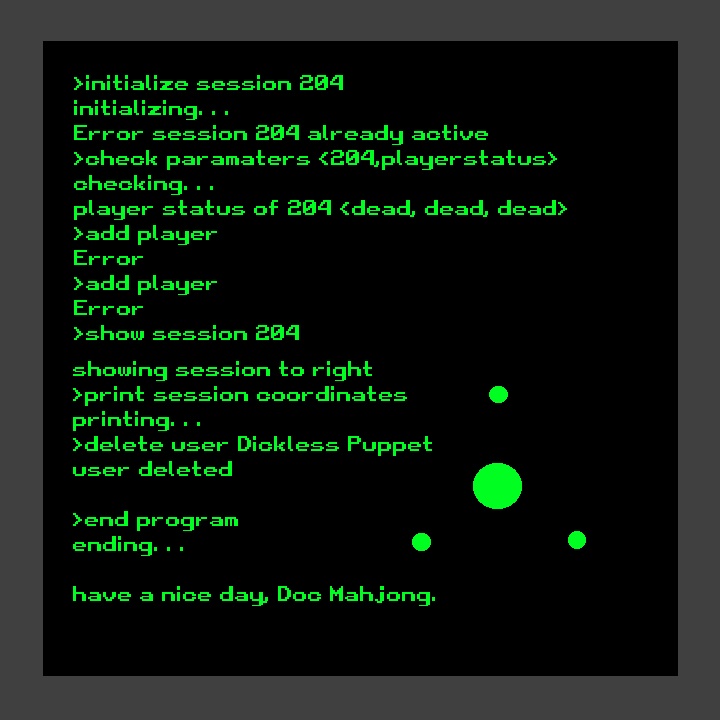 >initialize session 204
initializing...
Error session 204 already active
>check paramaters <204,playerstatus>
checking...
player status of 204 <dead, dead, dead>
>add player
Error
>add player
Error
>show session 204
showing session to right
>print session coordinates
printing...
>delete user Dickless Puppet
user deleted
>end program
ending...
have a nice day, Doc Mahjong.